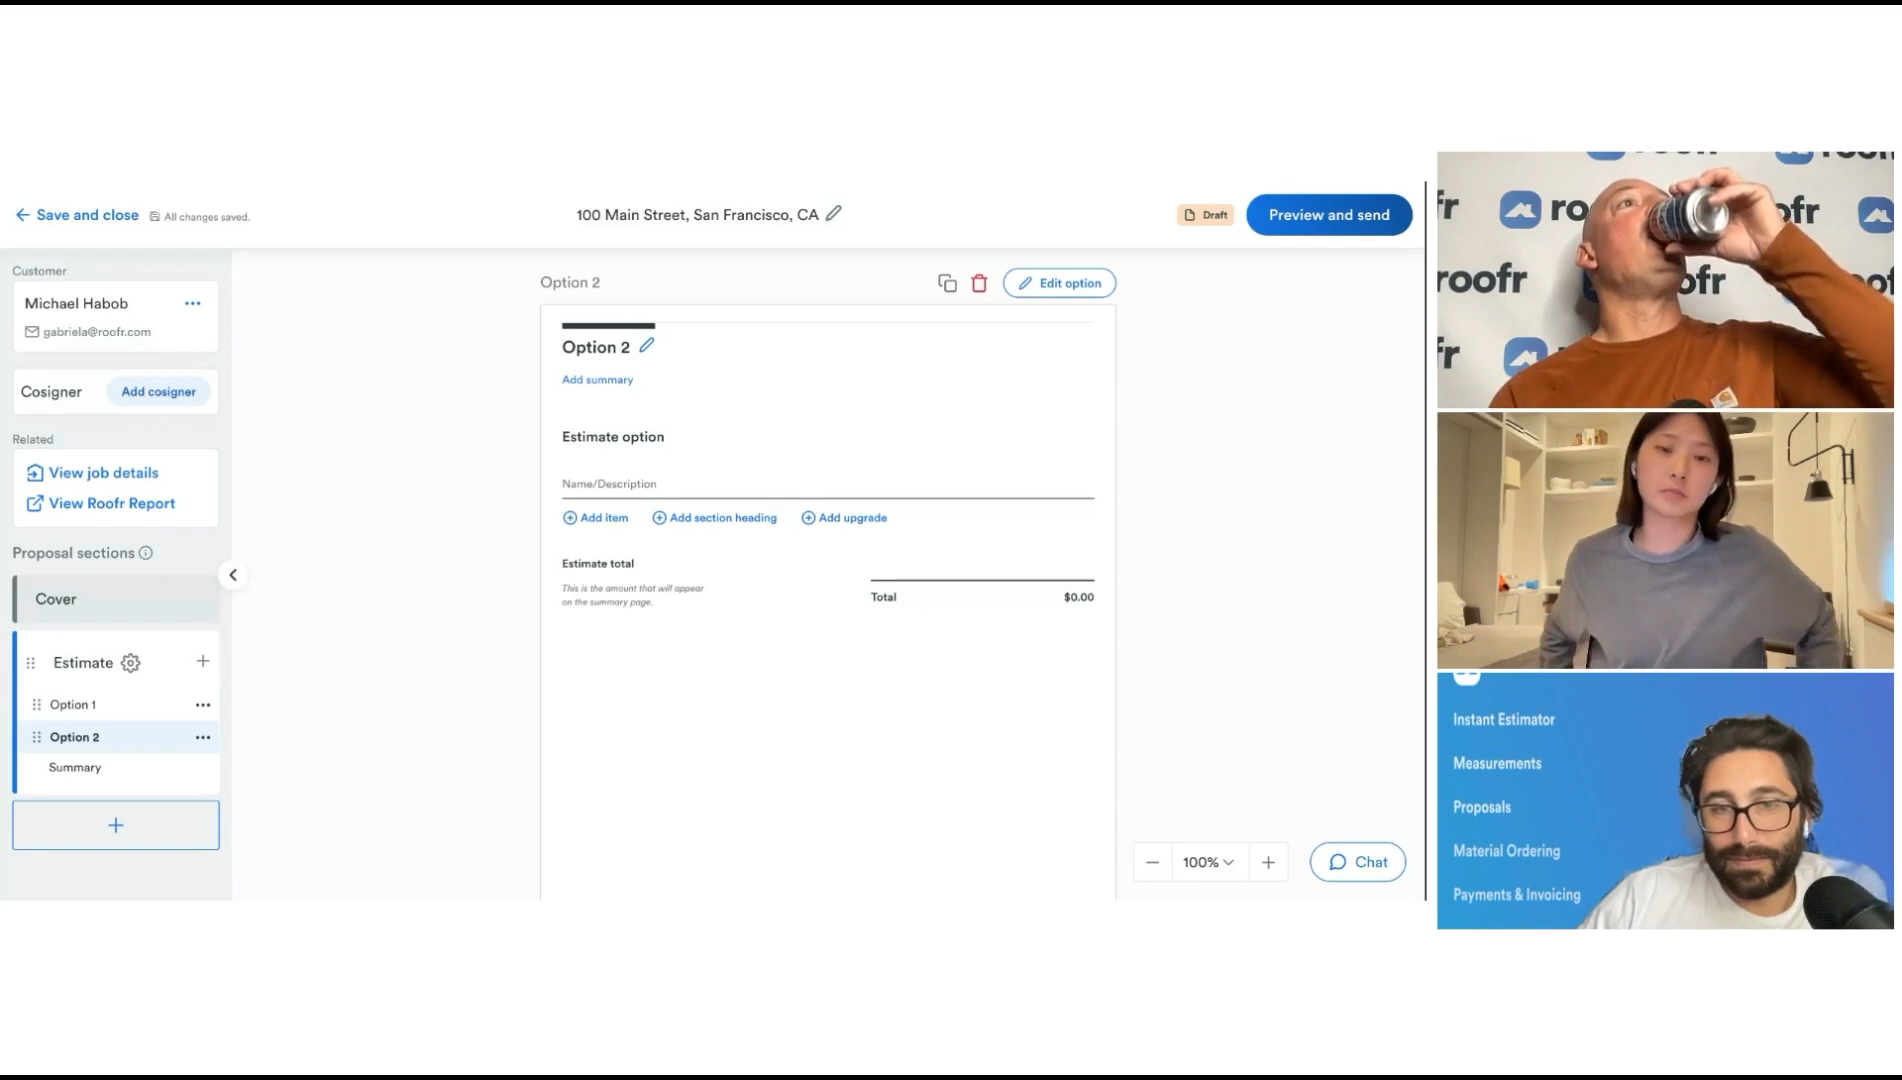 Save and close
All changes saved.
100 Main Street, San Francisco, CA
Draft
Preview and send
Customer
Michael Habob
gabriela@roofr.com
Cosigner
Add cosigner
Related
View job details
View Roofr Report
Proposal sections
Cover
Estimate
Option 1
Option 2
Summary
Option 2
Edit option
Option 2
Add summary
Estimate option
Name/Description
Add item
Add section heading
Add upgrade
Estimate total
This is the amount that will appear
on the summary page.
Total
$0.00
100%
Chat
roofr
Instant Estimator
Measurements
Proposals
Material Ordering
Payments & Invoicing